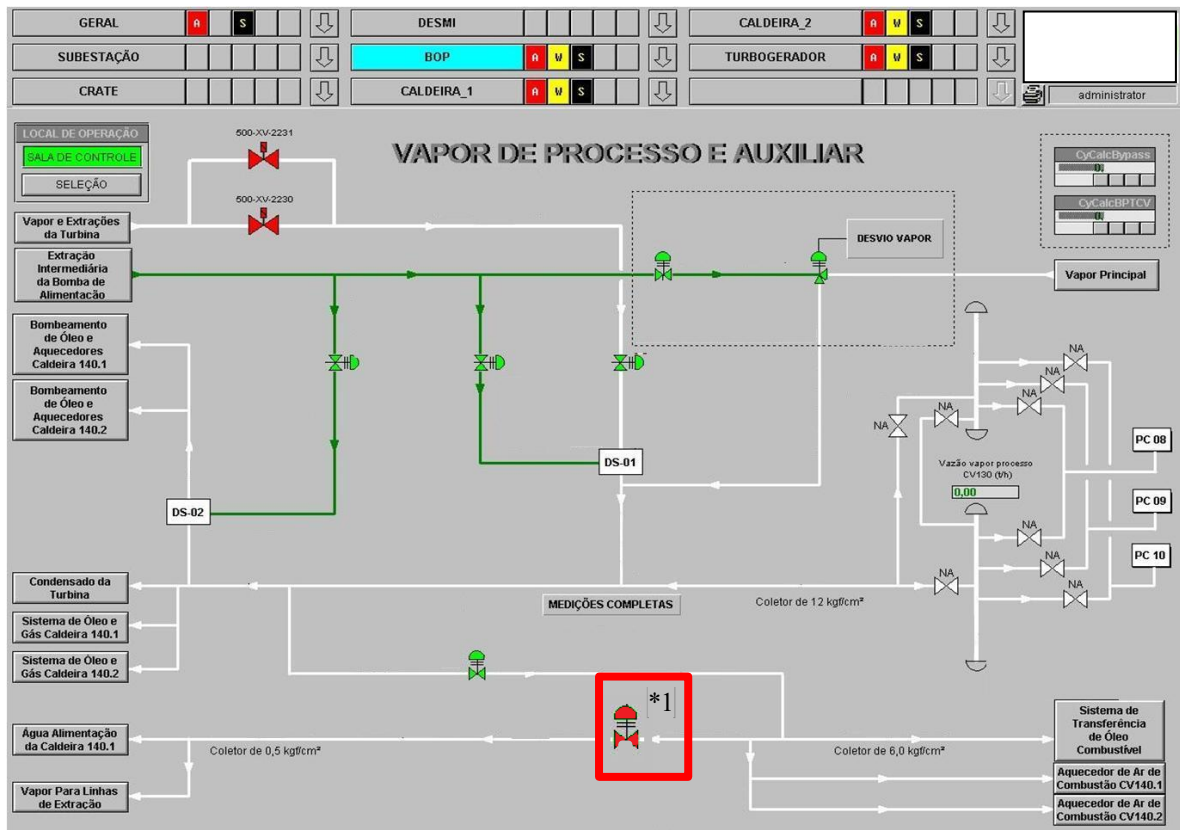 GERAL
A
S
DESMI
CALDEIRA_2
A
W
S
SUBESTAÇÃO
BOP
A
W
S
TURBOGERADOR
A
W
S
CRATE
CALDEIRA_1
A
W
S
administrator
LOCAL DE OPERAÇÃO
SALA DE CONTROLE
SELEÇÃO
500-XV-2231
500-XV-2230
VAPOR DE PROCESSO E AUXILIAR
CyCalcBypass
0,
CyCalcBPTCV
0,
DESVIO VAPOR
Vapor e Extrações
da Turbina
Extração
Intermediária
da Bomba de
Alimentacão
Vapor Principal
Bombeamento
de Óleo e
Aquecedores
Caldeira 140.1
Bombeamento
de Óleo e
Aquecedores
Caldeira 140.2
NA
NA
NA
NA
NA
PC 08
DS-01
Vazão vapor processo
CV130 (t/h)
0,00
PC 09
DS-02
NA
NA
PC 10
Condensado da
Turbina
NA
NA
MEDIÇÕES COMPLETAS
Coletor de 12 kgf/cm²
Sistema de Óleo e
Gás Caldeira 140.1
Sistema de Óleo e
Gás Caldeira 140.2
[*1]
Água Alimentação
da Caldeira 140.1
Coletor de 0,5 kgf/cm²
Coletor de 6,0 kgf/cm²
Sistema de
Transferência
de Óleo
Combustível
Vapor Para Linhas
de Extração
Aquecedor de Ar de
Combustão CV140.1
Aquecedor de Ar de
Combustão CV140.2